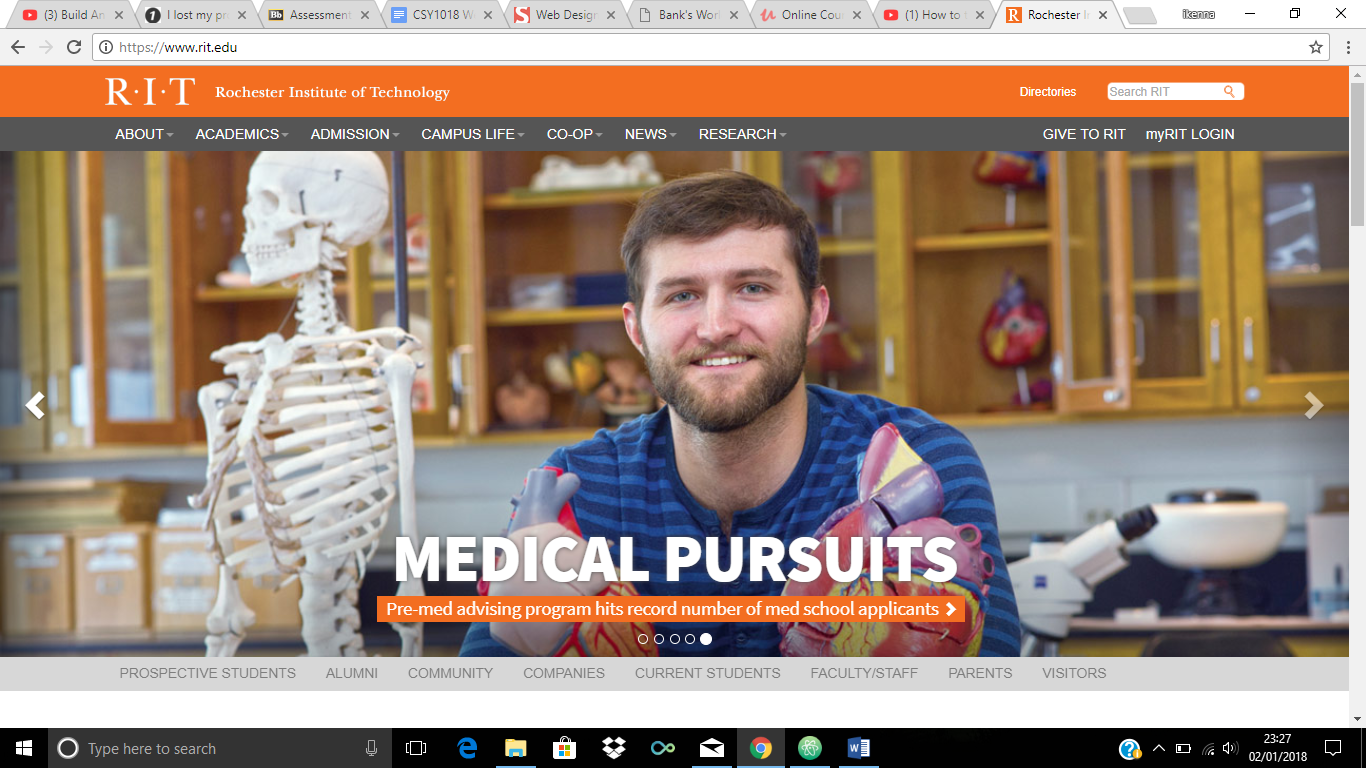 (3) Build An
I lost my pr
Bb Assessment
CSY1018 W
S Web Design
Bank's Wor
Online Cou
(1) How to
R Rochester I
ikenna
https://www.rit.edu
R·I·T Rochester Institute of Technology Directories Search RIT
ABOUT ACADEMICS ADMISSION CAMPUS LIFE CO-OP NEWS RESEARCH GIVE TO RIT myRIT LOGIN
MEDICAL PURSUITS
Pre-med advising program hits record number of med school applicants
PROSPECTIVE STUDENTS ALUMNI COMMUNITY COMPANIES CURRENT STUDENTS FACULTY/STAFF PARENTS VISITORS
Type here to search
23:27
02/01/2018